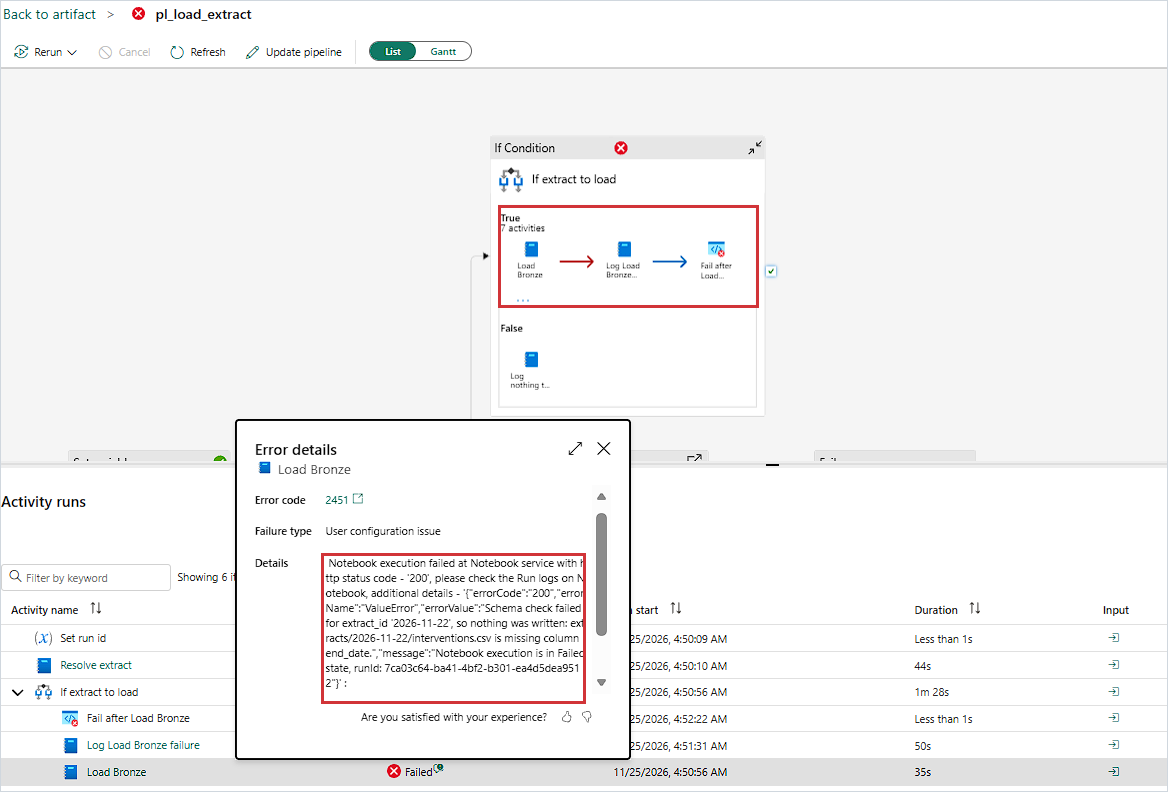 Back to artifact > pl_load_extract
Rerun Cancel Refresh Update pipeline List Gantt
If Condition
If extract to load
True
7 activities
Load
Bronze
Log Load
Bronze...
Fail after
Load...
...
False
Log
nothing t...
Error details
Load Bronze
Error code 2451
Failure type User configuration issue
Details
Notebook execution failed at Notebook service with h
ttp status code - '200', please check the Run logs on N
otebook, additional details - '{"errorCode":"200","error
Name":"ValueError","errorValue":"Schema check failed
for extract_id '2026-11-22', so nothing was written: ext
racts/2026-11-22/interventions.csv is missing column
end_date.","message":"Notebook execution is in Failed
state, runId: 7ca03c64-ba41-4bf2-b301-ea4d5dea951
2"}' :
Are you satisfied with your experience?
Activity runs
Filter by keyword
Showing 6 it
Activity name start Duration Input
Set run id 25/2026, 4:50:09 AM Less than 1s
Resolve extract 25/2026, 4:50:10 AM 44s
If extract to load 25/2026, 4:50:56 AM 1m 28s
Fail after Load Bronze 25/2026, 4:52:22 AM Less than 1s
Log Load Bronze failure 25/2026, 4:51:31 AM 50s
Load Bronze Failed 11/25/2026, 4:50:56 AM 35s